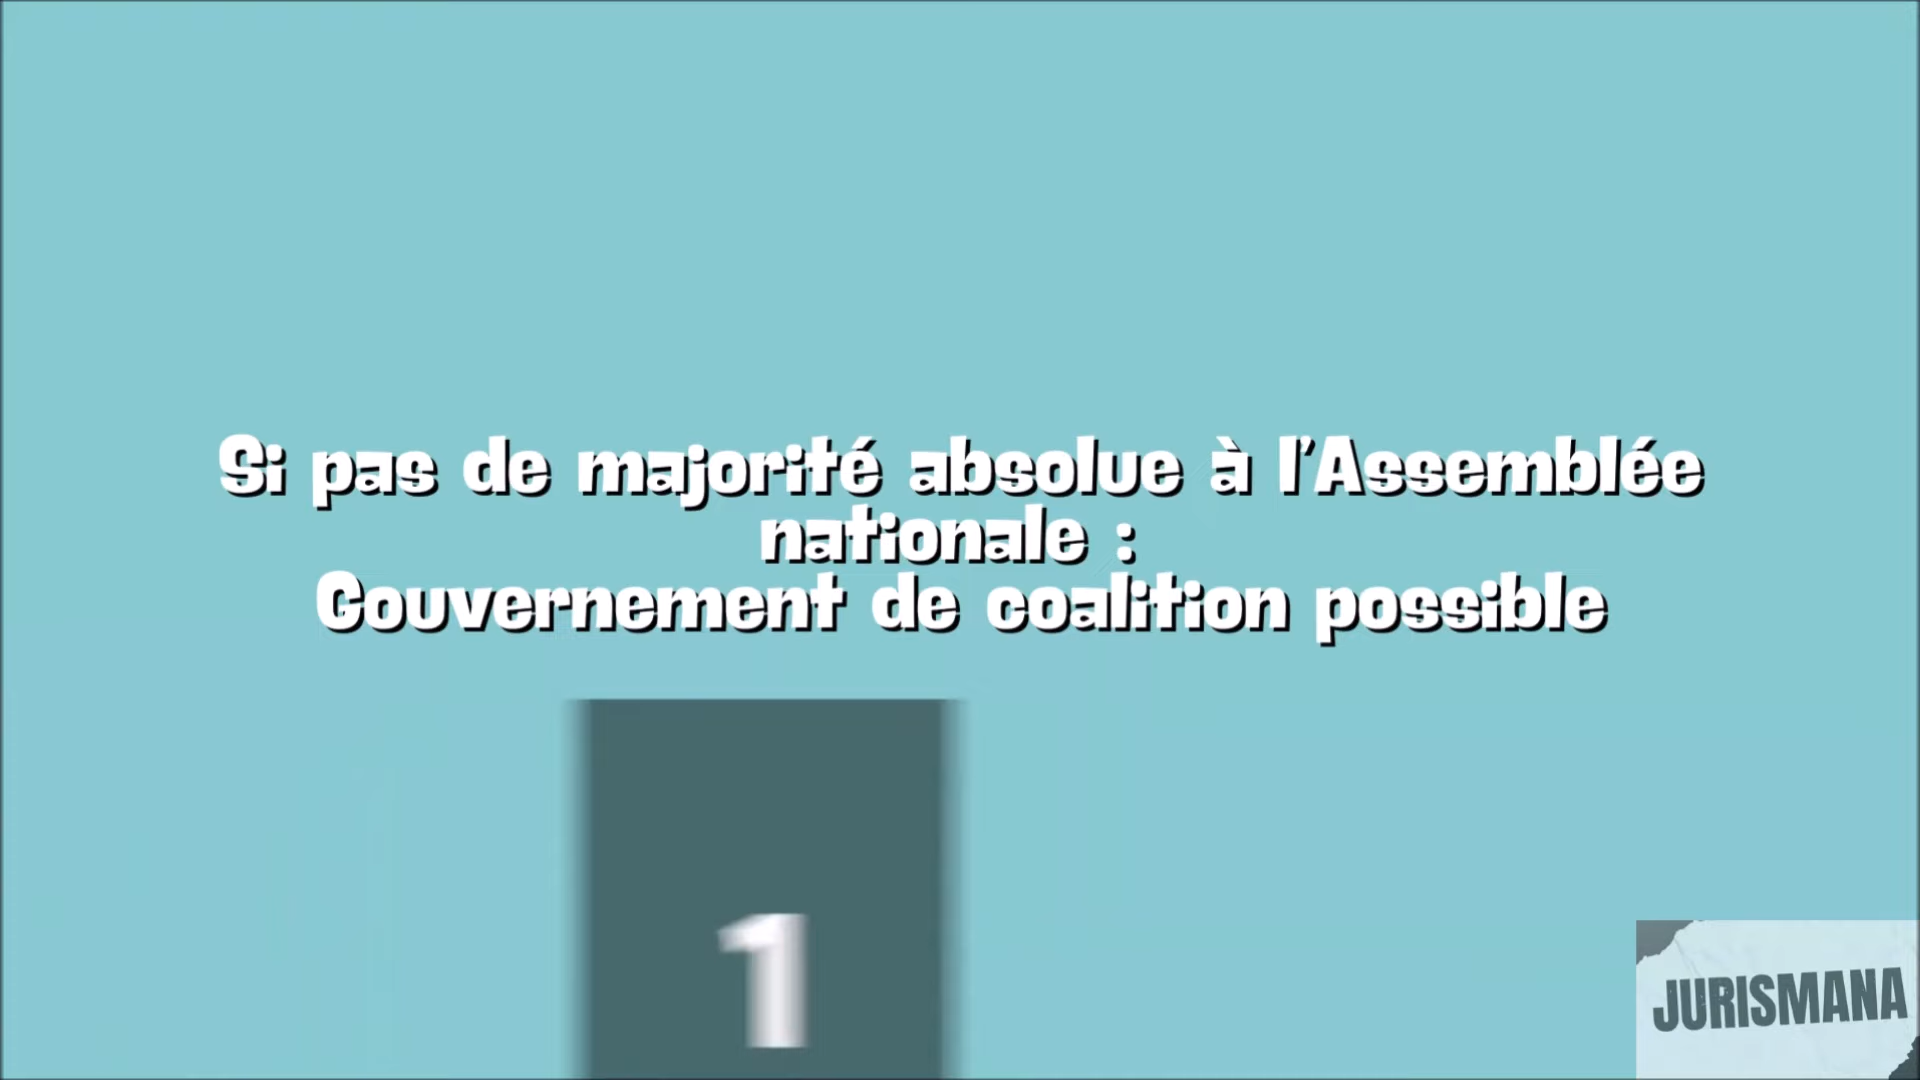 Si pas de majorité absolue à l'Assemblée
nationale :
Gouvernement de coalition possible
1
JURISMANA